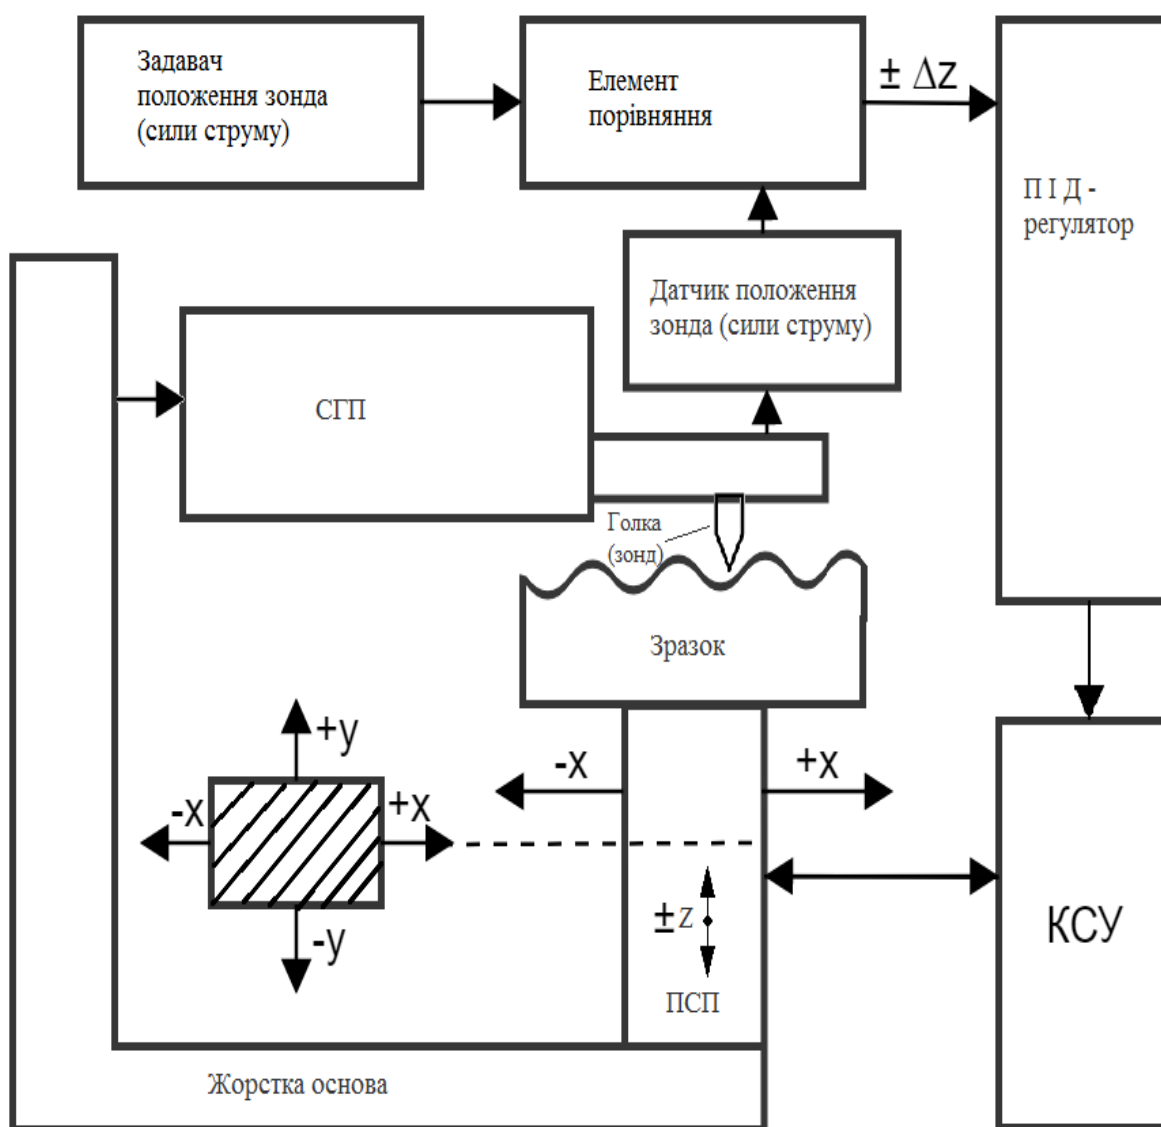 Задавач
положення зонда
(сили струму)
Елемент
порівняння
± Δz
П І Д -
регулятор
Датчик положення
зонда (сили струму)
СГП
Голка
(зонд)
Зразок
+y
-x
+x
-x
+x
-y
± z
ПСП
КСУ
Жорстка основа